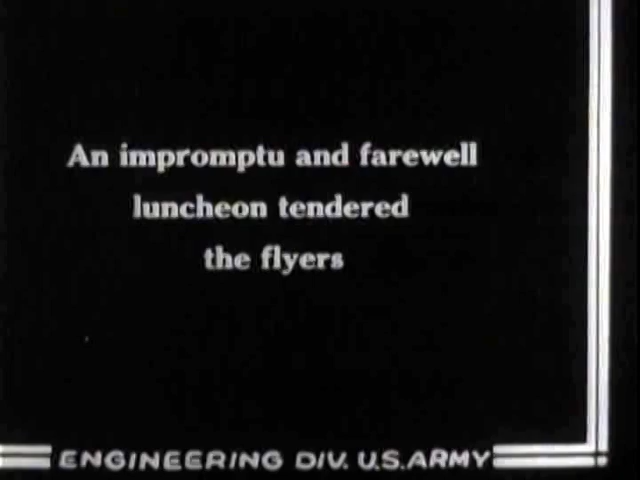 An impromptu and farewell
luncheon tendered
the flyers
ENGINEERING DIV. U.S.ARMY